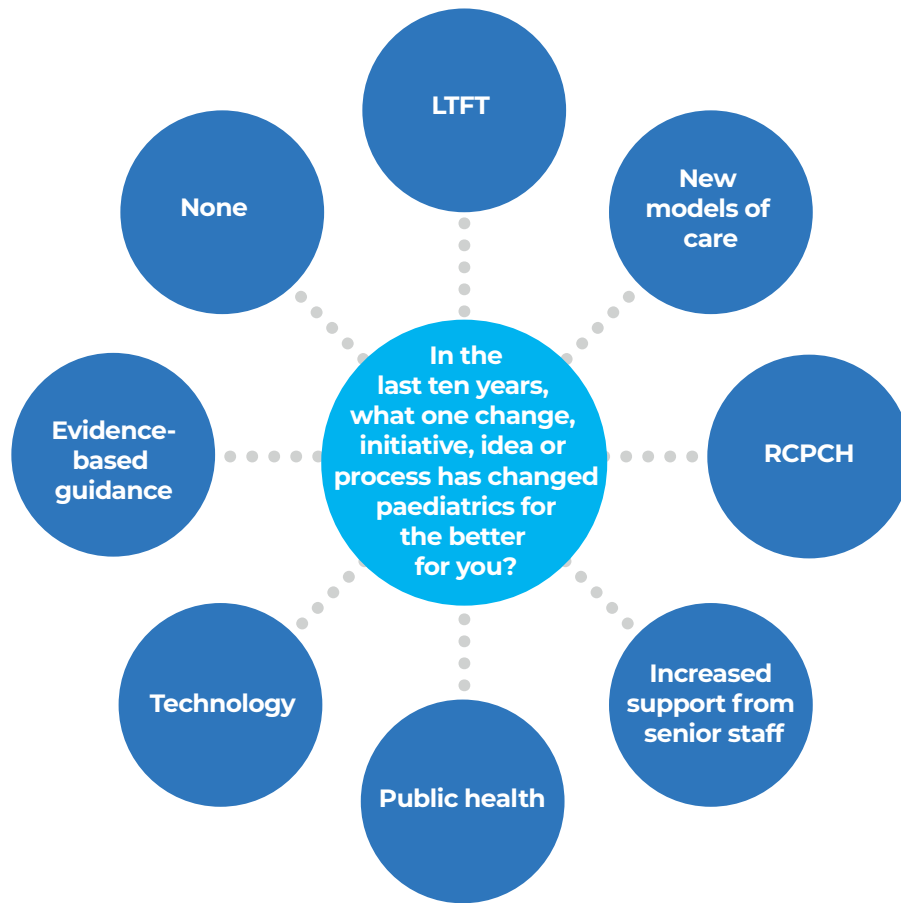 LTFT
New
models of
care
RCPCH
Increased
support from
senior staff
Public health
Technology
Evidence-
based
guidance
None
In the
last ten years,
what one change,
initiative, idea or
process has changed
paediatrics for
the better
for you?